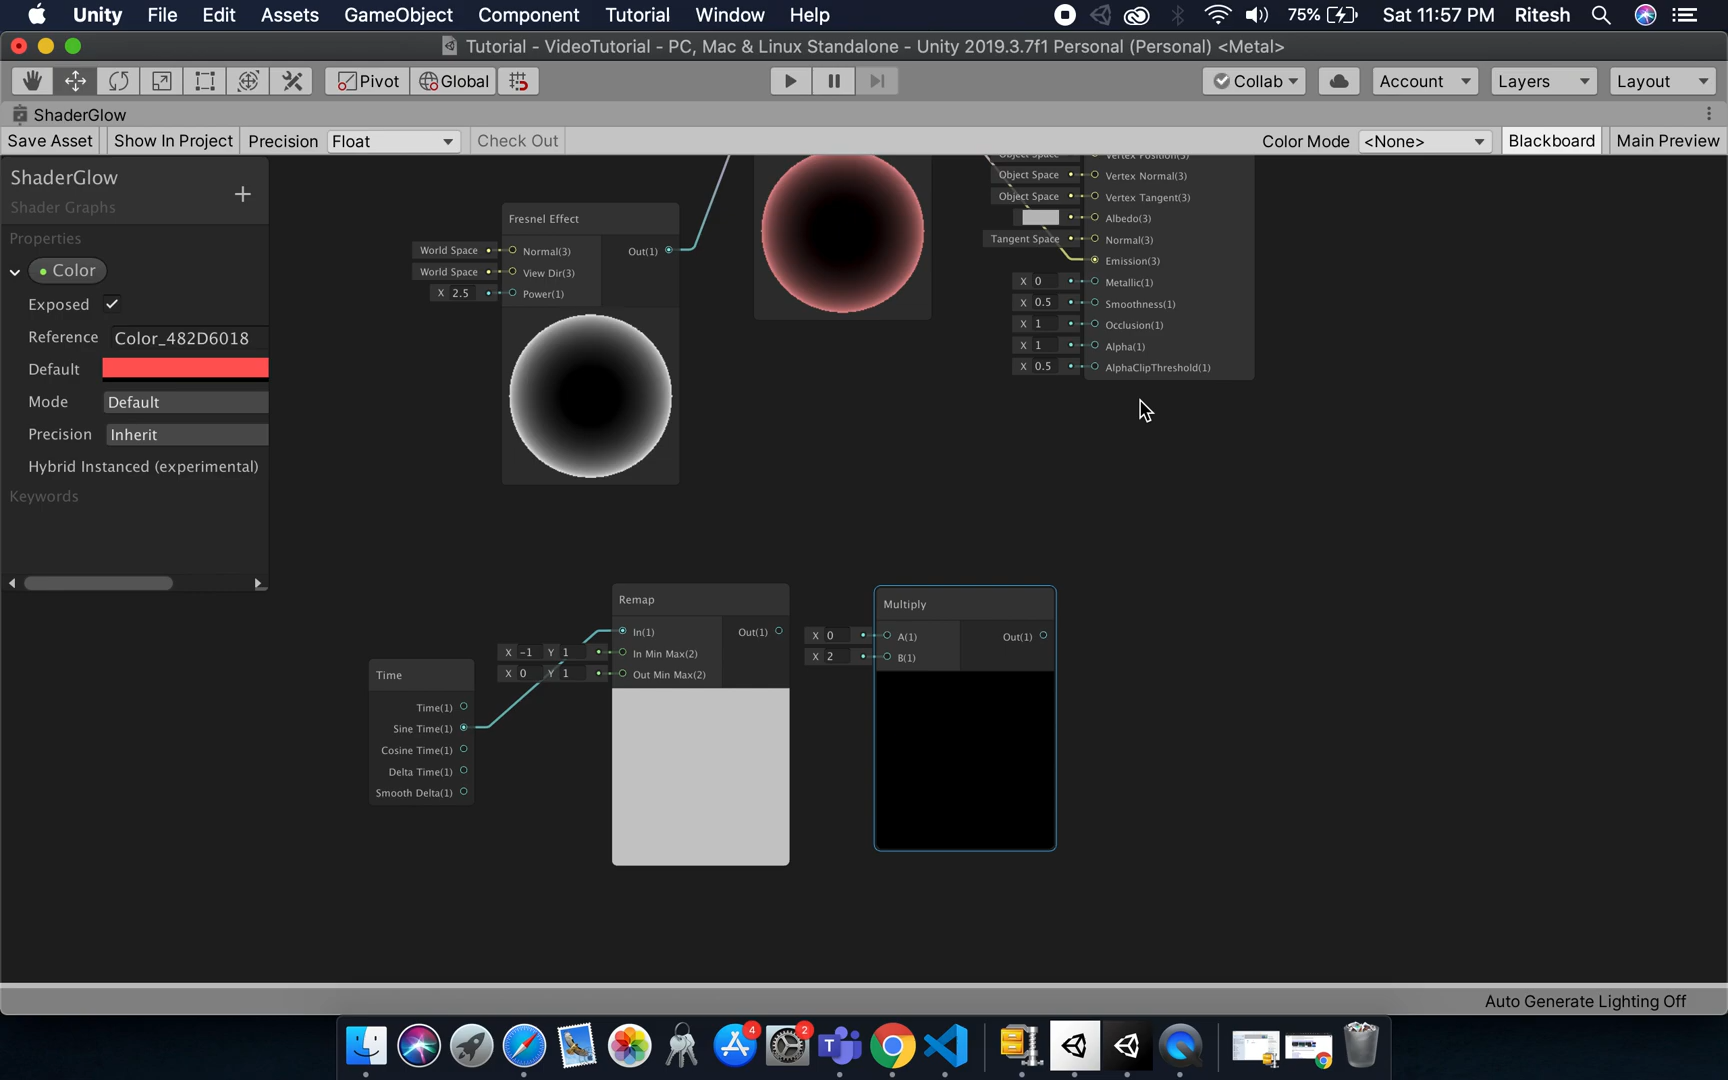 Unity File Edit Assets GameObject Component Tutorial Window Help 75% Sat 11:57 PM Ritesh
Tutorial - VideoTutorial - PC, Mac & Linux Standalone - Unity 2019.3.7f1 Personal (Personal) <Metal>
Pivot Global Collab Account Layers Layout
ShaderGlow
Save Asset Show In Project Precision Float Check Out Color Mode <None> Blackboard Main Preview
ShaderGlow
Shader Graphs
Properties
Color
Exposed
Reference Color_482D6018
Default
Mode Default
Precision Inherit
Hybrid Instanced (experimental)
Keywords
Fresnel Effect
World Space Normal(3) Out(1)
World Space View Dir(3)
X 2.5 Power(1)
Object Space Vertex Position(3)
Object Space Vertex Normal(3)
Object Space Vertex Tangent(3)
Albedo(3)
Tangent Space Normal(3)
Emission(3)
X 0 Metallic(1)
X 0.5 Smoothness(1)
X 1 Occlusion(1)
X 1 Alpha(1)
X 0.5 AlphaClipThreshold(1)
Time
Time(1)
Sine Time(1)
Cosine Time(1)
Delta Time(1)
Smooth Delta(1)
Remap
In(1) Out(1)
X -1 Y 1 In Min Max(2)
X 0 Y 1 Out Min Max(2)
Multiply
X 0 A(1) Out(1)
X 2 B(1)
Auto Generate Lighting Off
4
2